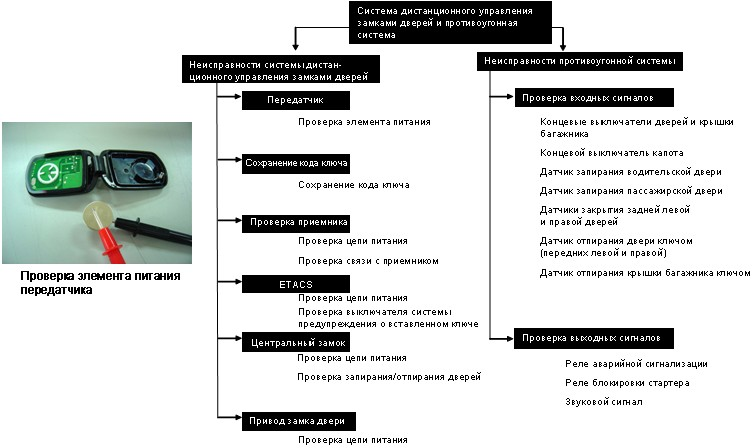 Система дистанционного управления
замками дверей и противоугонная
система
Неисправности системы дистан-
ционного управления замками дверей
Передатчик
Проверка элемента питания
Сохранение кода ключа
Сохранение кода ключа
Проверка приемника
Проверка цепи питания
Проверка связи с приемником
ETACS
Проверка цепи питания
Проверка выключателя системы
предупреждения о вставленном ключе
Центральный замок
Проверка цепи питания
Проверка запирания/отпирания дверей
Привод замка двери
Проверка цепи питания
Неисправности противоугонной системы
Проверка входных сигналов
Концевые выключатели дверей и крышки
багажника
Концевой выключатель капота
Датчик запирания водительской двери
Датчик запирания пассажирской двери
Датчики закрытия задней левой
и правой дверей
Датчик отпирания двери ключом
(передних левой и правой)
Датчик отпирания крышки багажника ключом
Проверка выходных сигналов
Реле аварийной сигнализации
Реле блокировки стартера
Звуковой сигнал
Проверка элемента питания
передатчика